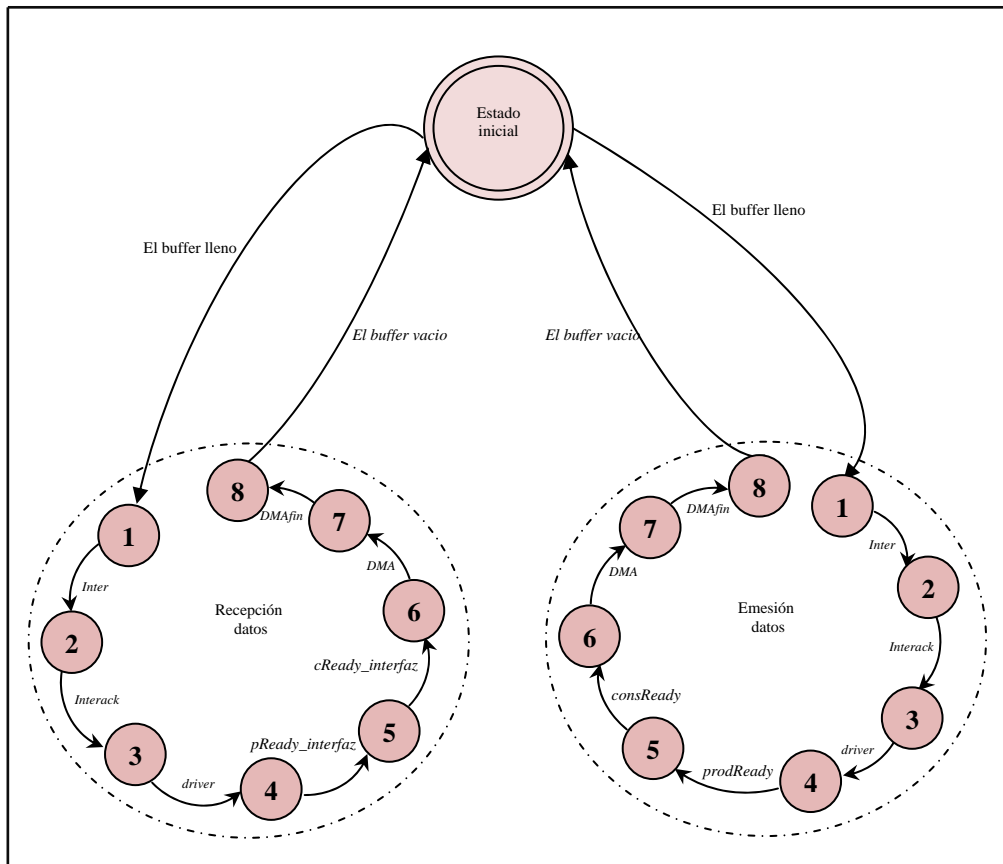 Estado
inicial
El buffer lleno
El buffer lleno
El buffer vacio
El buffer vacio
8
DMAfin
7
1
DMA
Inter
Recepción
datos
6
2
cReady_interfaz
Interack
5
pReady_interfaz
3
driver
4
8
DMAfin
1
7
Inter
DMA
2
Emesión
datos
6
Interack
consReady
3
5
driver
prodReady
4